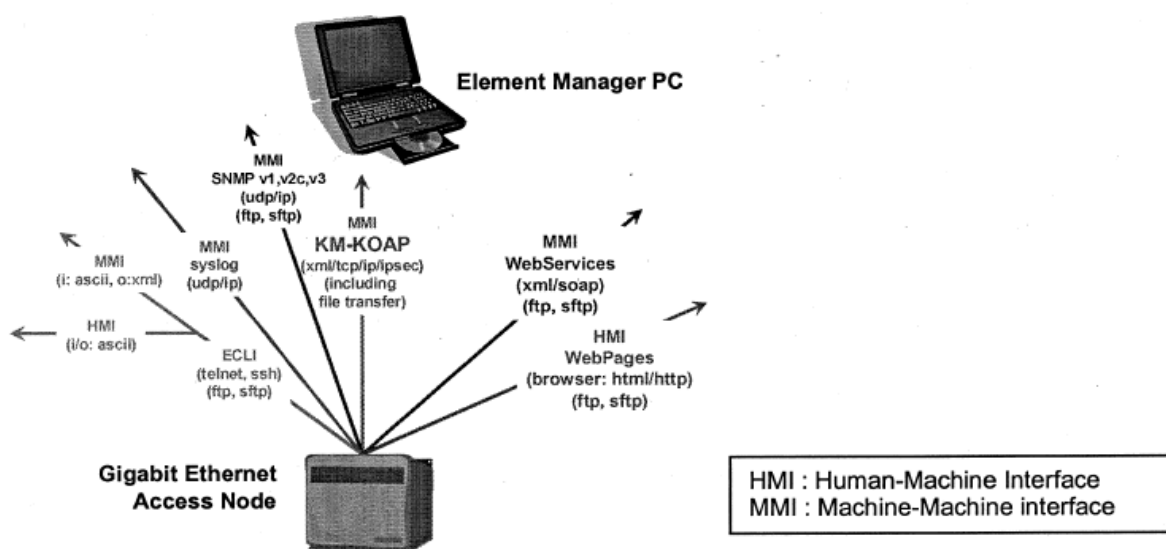 Element Manager PC
MMI
SNMP v1,v2c,v3
(udp/ip)
(ftp, sftp)
MMI
KM-KOAP
(xml/tcp/ip/ipsec)
(including
file transfer)
MMI
WebServices
(xml/soap)
(ftp, sftp)
MMI
syslog
(udp/ip)
MMI
(i: ascii, o:xml)
HMI
(i/o: ascii)
ECLI
(telnet, ssh)
(ftp, sftp)
HMI
WebPages
(browser: html/http)
(ftp, sftp)
Gigabit Ethernet
Access Node
HMI : Human-Machine Interface
MMI : Machine-Machine interface